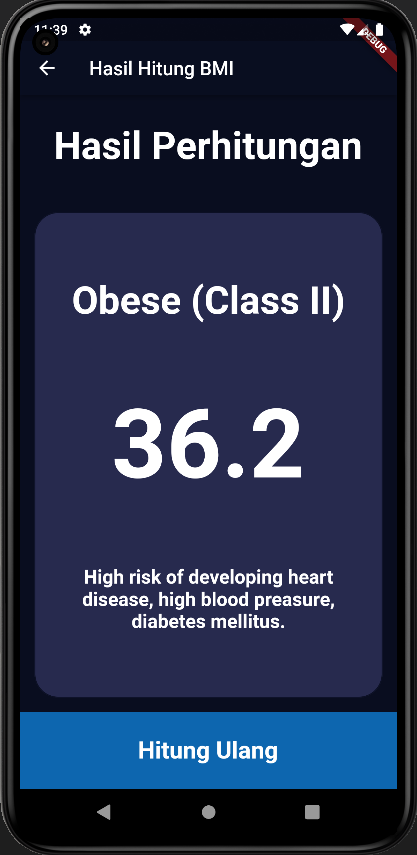 11:39
DEBUG
Hasil Hitung BMI
Hasil Perhitungan
Obese (Class II)
36.2
High risk of developing heart
disease, high blood preasure,
diabetes mellitus.
Hitung Ulang